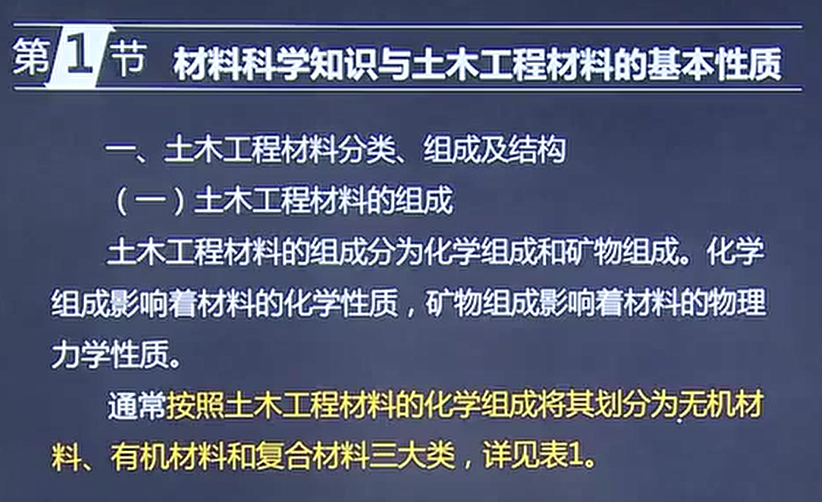 第1节 材料科学知识与土木工程材料的基本性质
一、土木工程材料分类、组成及结构
（一）土木工程材料的组成
土木工程材料的组成分为化学组成和矿物组成。化学
组成影响着材料的化学性质，矿物组成影响着材料的物理
力学性质。
通常按照土木工程材料的化学组成将其划分为无机材
料、有机材料和复合材料三大类，详见表1。